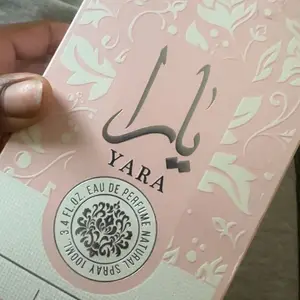 يارا
YARA
3.4 FL.OZ. EAU DE PERFUME NATURAL SPRAY 100ML.